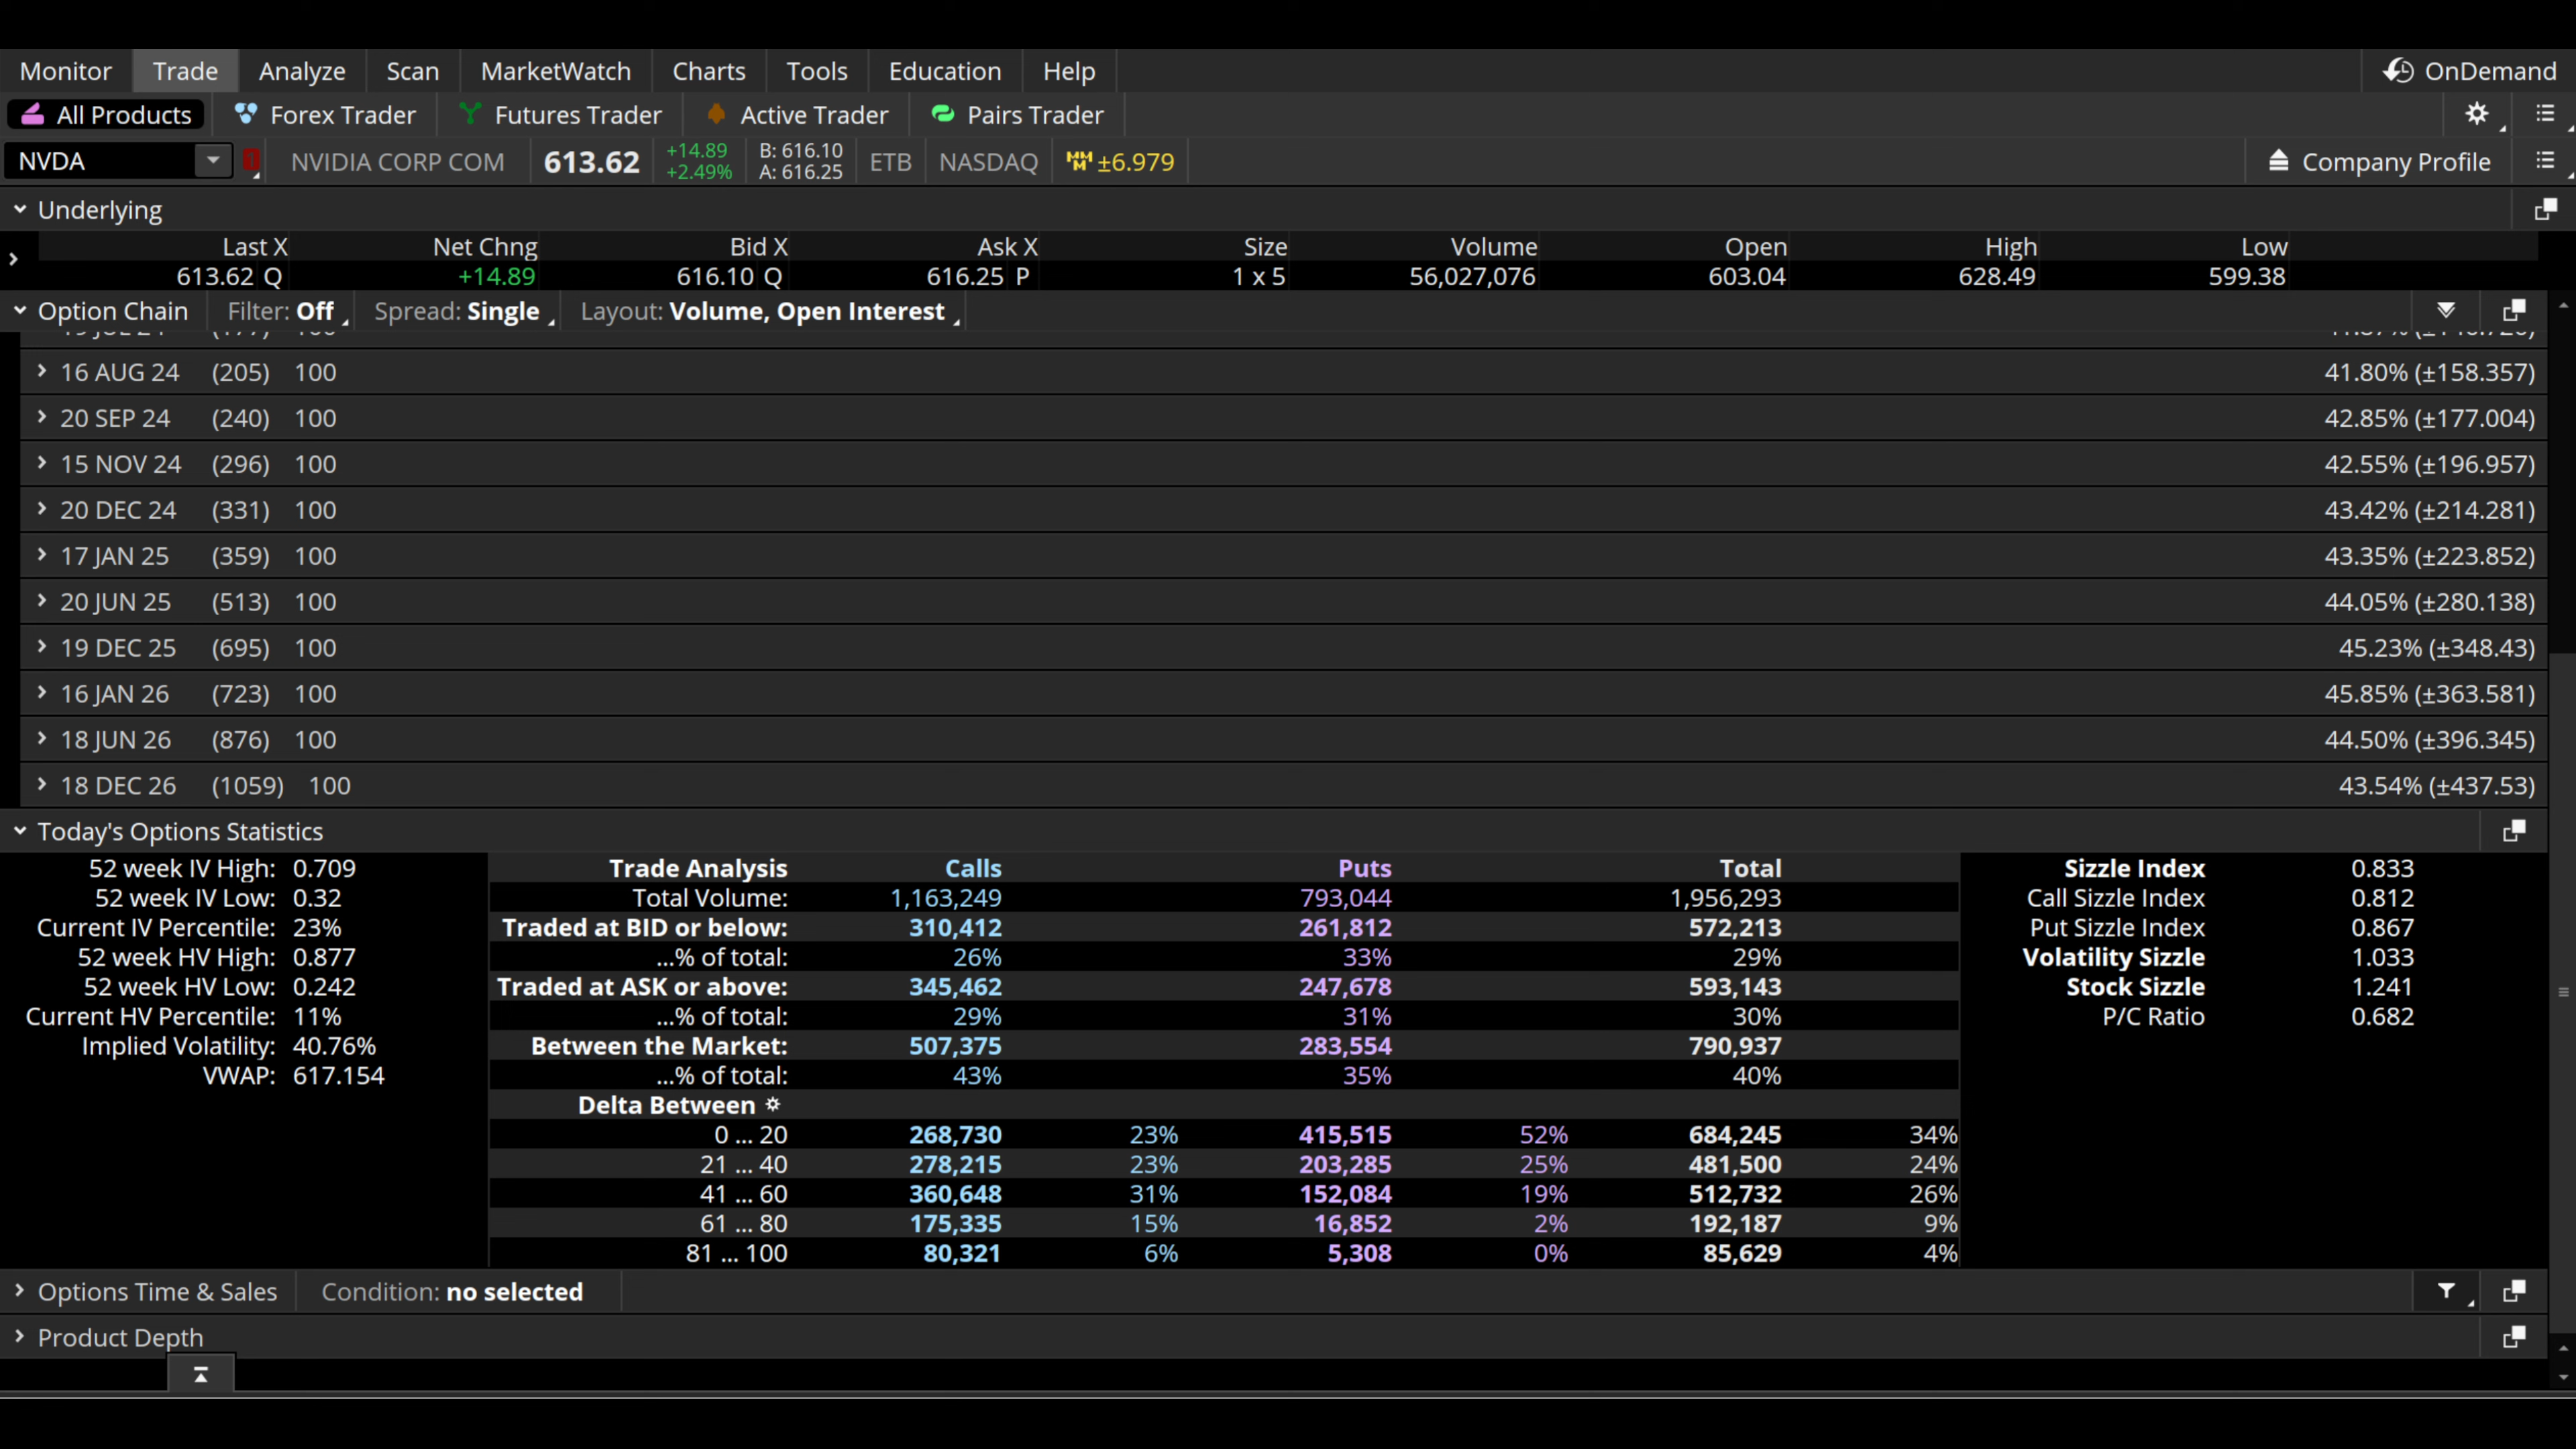 Monitor Trade Analyze Scan MarketWatch Charts Tools Education Help OnDemand
All Products Forex Trader Futures Trader Active Trader Pairs Trader
NVDA NVIDIA CORP COM 613.62 +14.89 +2.49% B: 616.10 A: 616.25 ETB NASDAQ MMM ±6.979 Company Profile
Underlying
Last X Net Chng Bid X Ask X Size Volume Open High Low
613.62 Q +14.89 616.10 Q 616.25 P 1 x 5 56,027,076 603.04 628.49 599.38
Option Chain Filter: Off Spread: Single Layout: Volume, Open Interest
16 AUG 24 (205) 100 41.80% (±158.357)
20 SEP 24 (240) 100 42.85% (±177.004)
15 NOV 24 (296) 100 42.55% (±196.957)
20 DEC 24 (331) 100 43.42% (±214.281)
17 JAN 25 (359) 100 43.35% (±223.852)
20 JUN 25 (513) 100 44.05% (±280.138)
19 DEC 25 (695) 100 45.23% (±348.43)
16 JAN 26 (723) 100 45.85% (±363.581)
18 JUN 26 (876) 100 44.50% (±396.345)
18 DEC 26 (1059) 100 43.54% (±437.53)
Today's Options Statistics
52 week IV High: 0.709 Trade Analysis Calls Puts Total Sizzle Index 0.833
52 week IV Low: 0.32 Total Volume: 1,163,249 793,044 1,956,293 Call Sizzle Index 0.812
Current IV Percentile: 23% Traded at BID or below: 310,412 261,812 572,213 Put Sizzle Index 0.867
52 week HV High: 0.877 ...% of total: 26% 33% 29% Volatility Sizzle 1.033
52 week HV Low: 0.242 Traded at ASK or above: 345,462 247,678 593,143 Stock Sizzle 1.241
Current HV Percentile: 11% ...% of total: 29% 31% 30% P/C Ratio 0.682
Implied Volatility: 40.76% Between the Market: 507,375 283,554 790,937
VWAP: 617.154 ...% of total: 43% 35% 40%
Delta Between
0 ... 20 268,730 23% 415,515 52% 684,245 34%
21 ... 40 278,215 23% 203,285 25% 481,500 24%
41 ... 60 360,648 31% 152,084 19% 512,732 26%
61 ... 80 175,335 15% 16,852 2% 192,187 9%
81 ... 100 80,321 6% 5,308 0% 85,629 4%
Options Time & Sales Condition: no selected
Product Depth